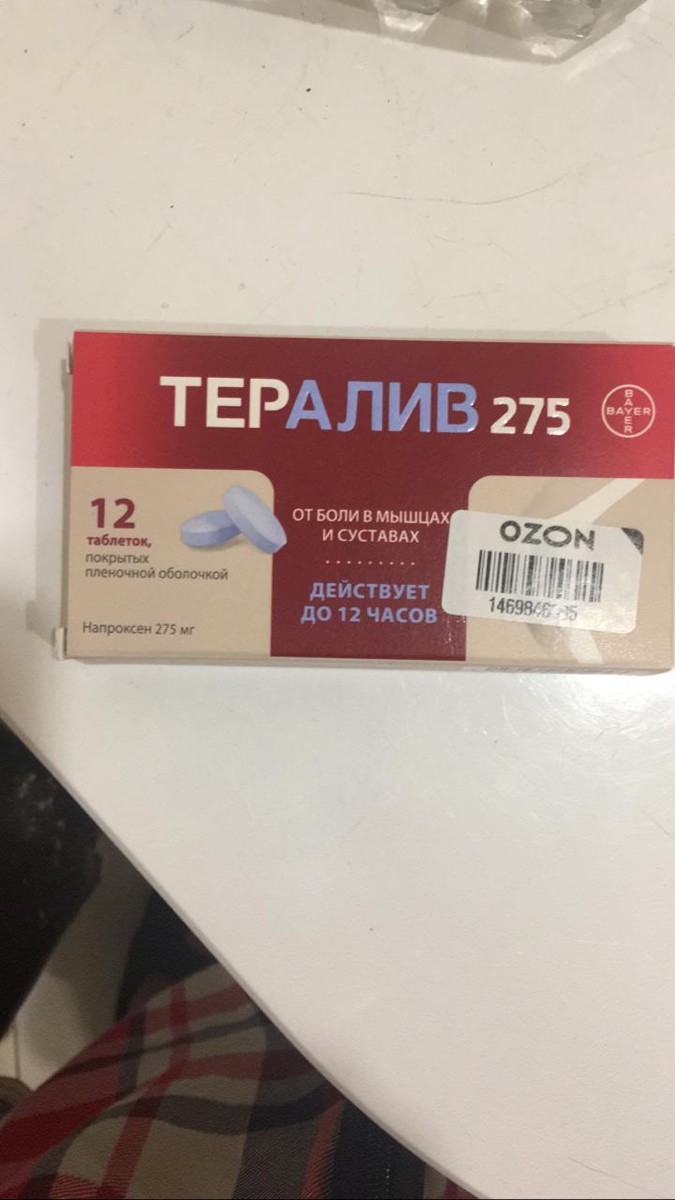 ТЕРАЛИВ 275
BAYER
BAYER
12
таблеток,
покрытых
пленочной оболочкой
Напроксен 275 мг
ОТ БОЛИ В МЫШЦАХ
И СУСТАВАХ
ДЕЙСТВУЕТ
ДО 12 ЧАСОВ
OZON